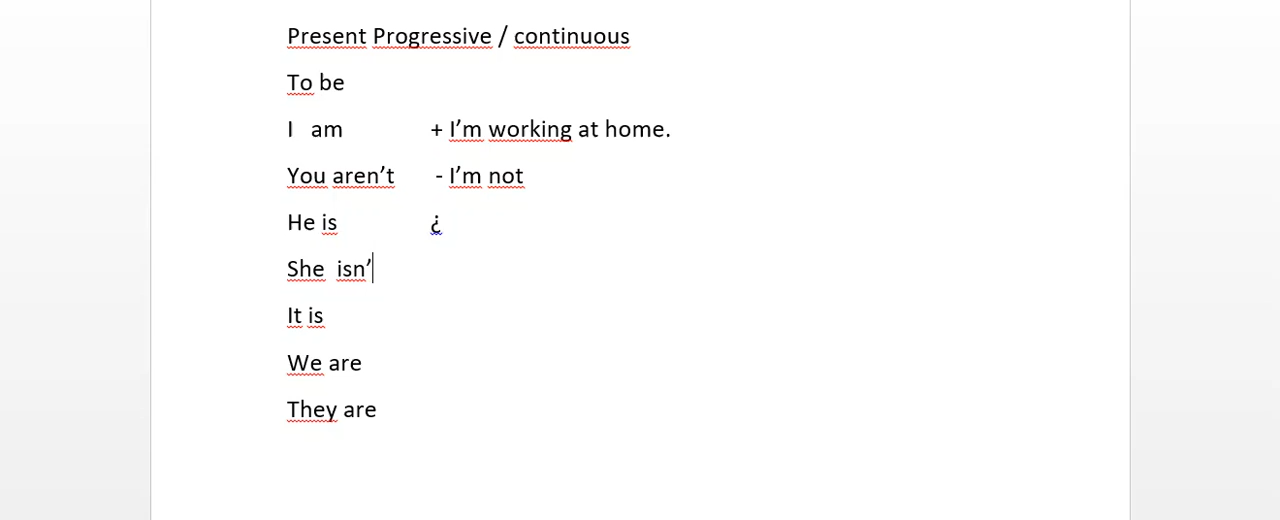 Present Progressive / continuous
To be
I am + I’m working at home.
You aren’t - I’m not
He is ¿
She isn’
It is
We are
They are